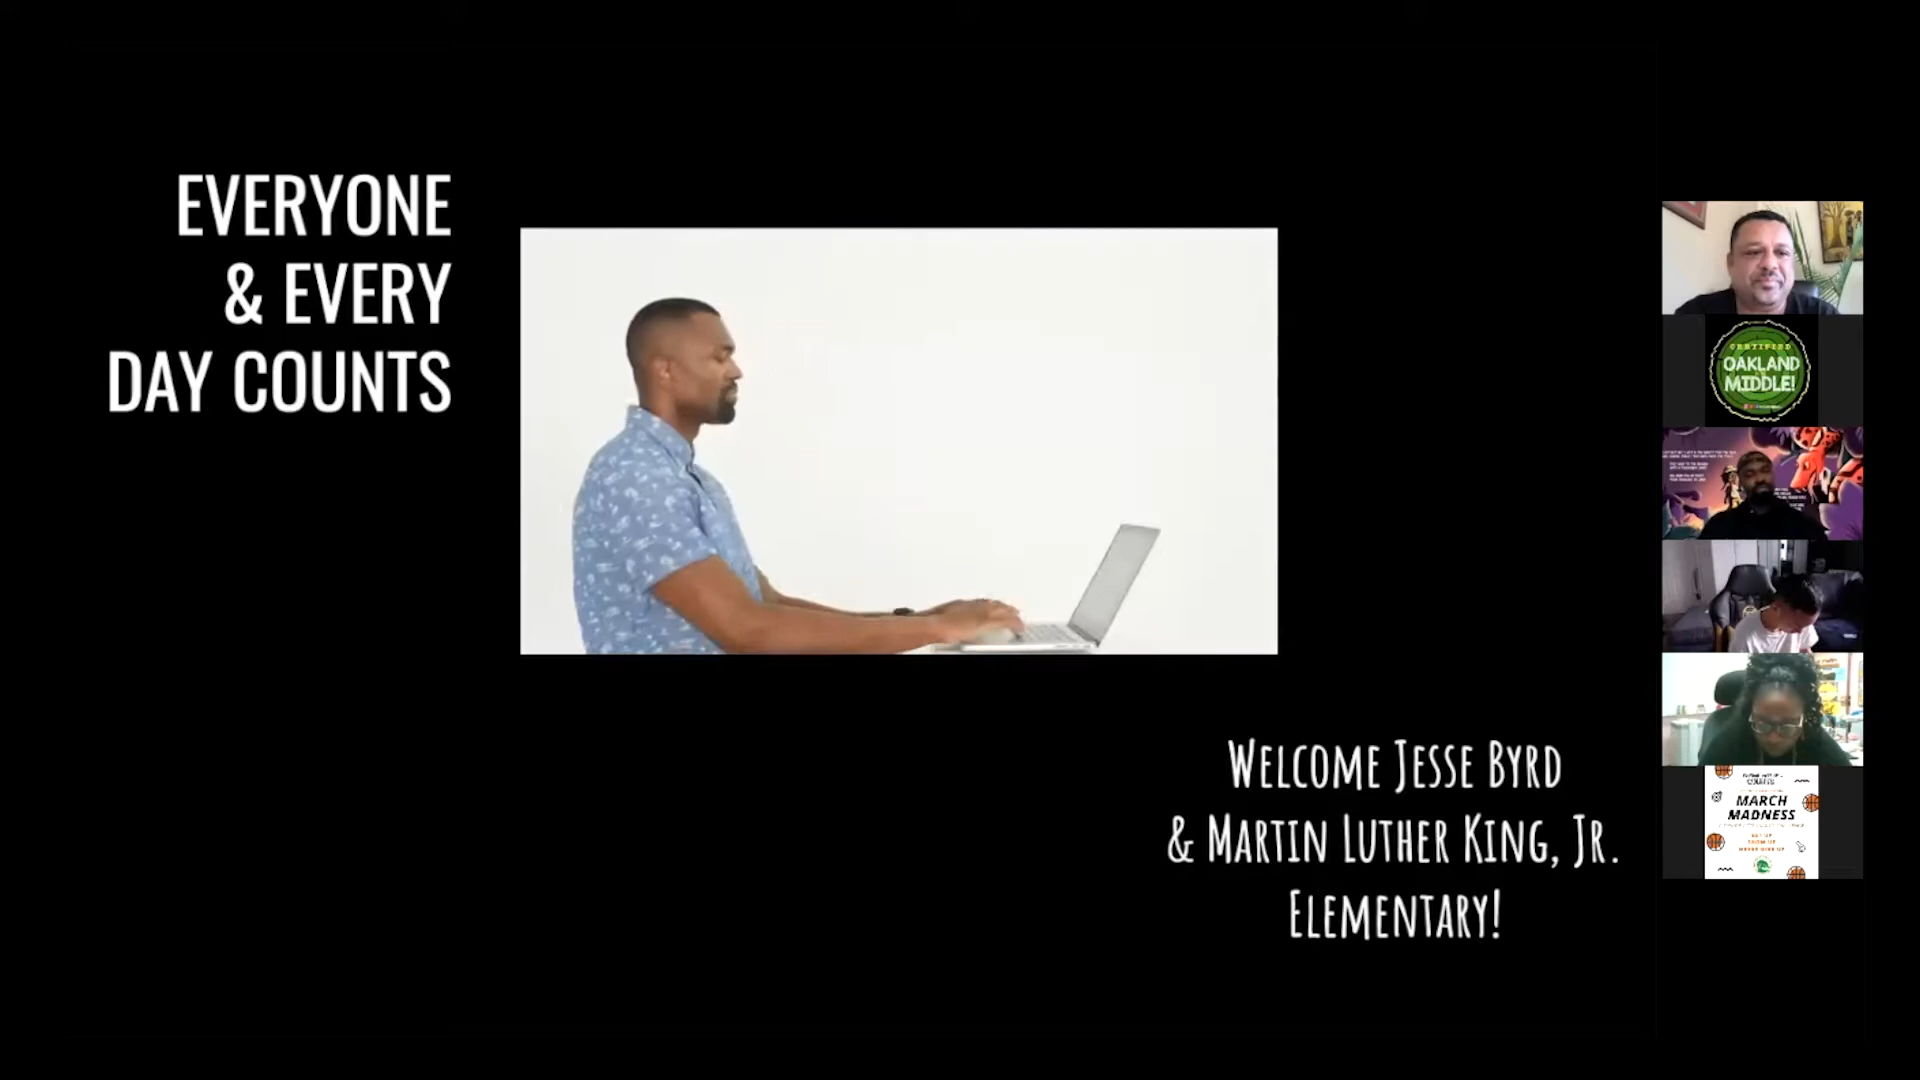 EVERYONE
& EVERY
DAY COUNTS
WELCOME JESSE BYRD
& MARTIN LUTHER KING, JR.
ELEMENTARY!
CERTIFIED
OAKLAND
MIDDLE!
MARCH
MADNESS